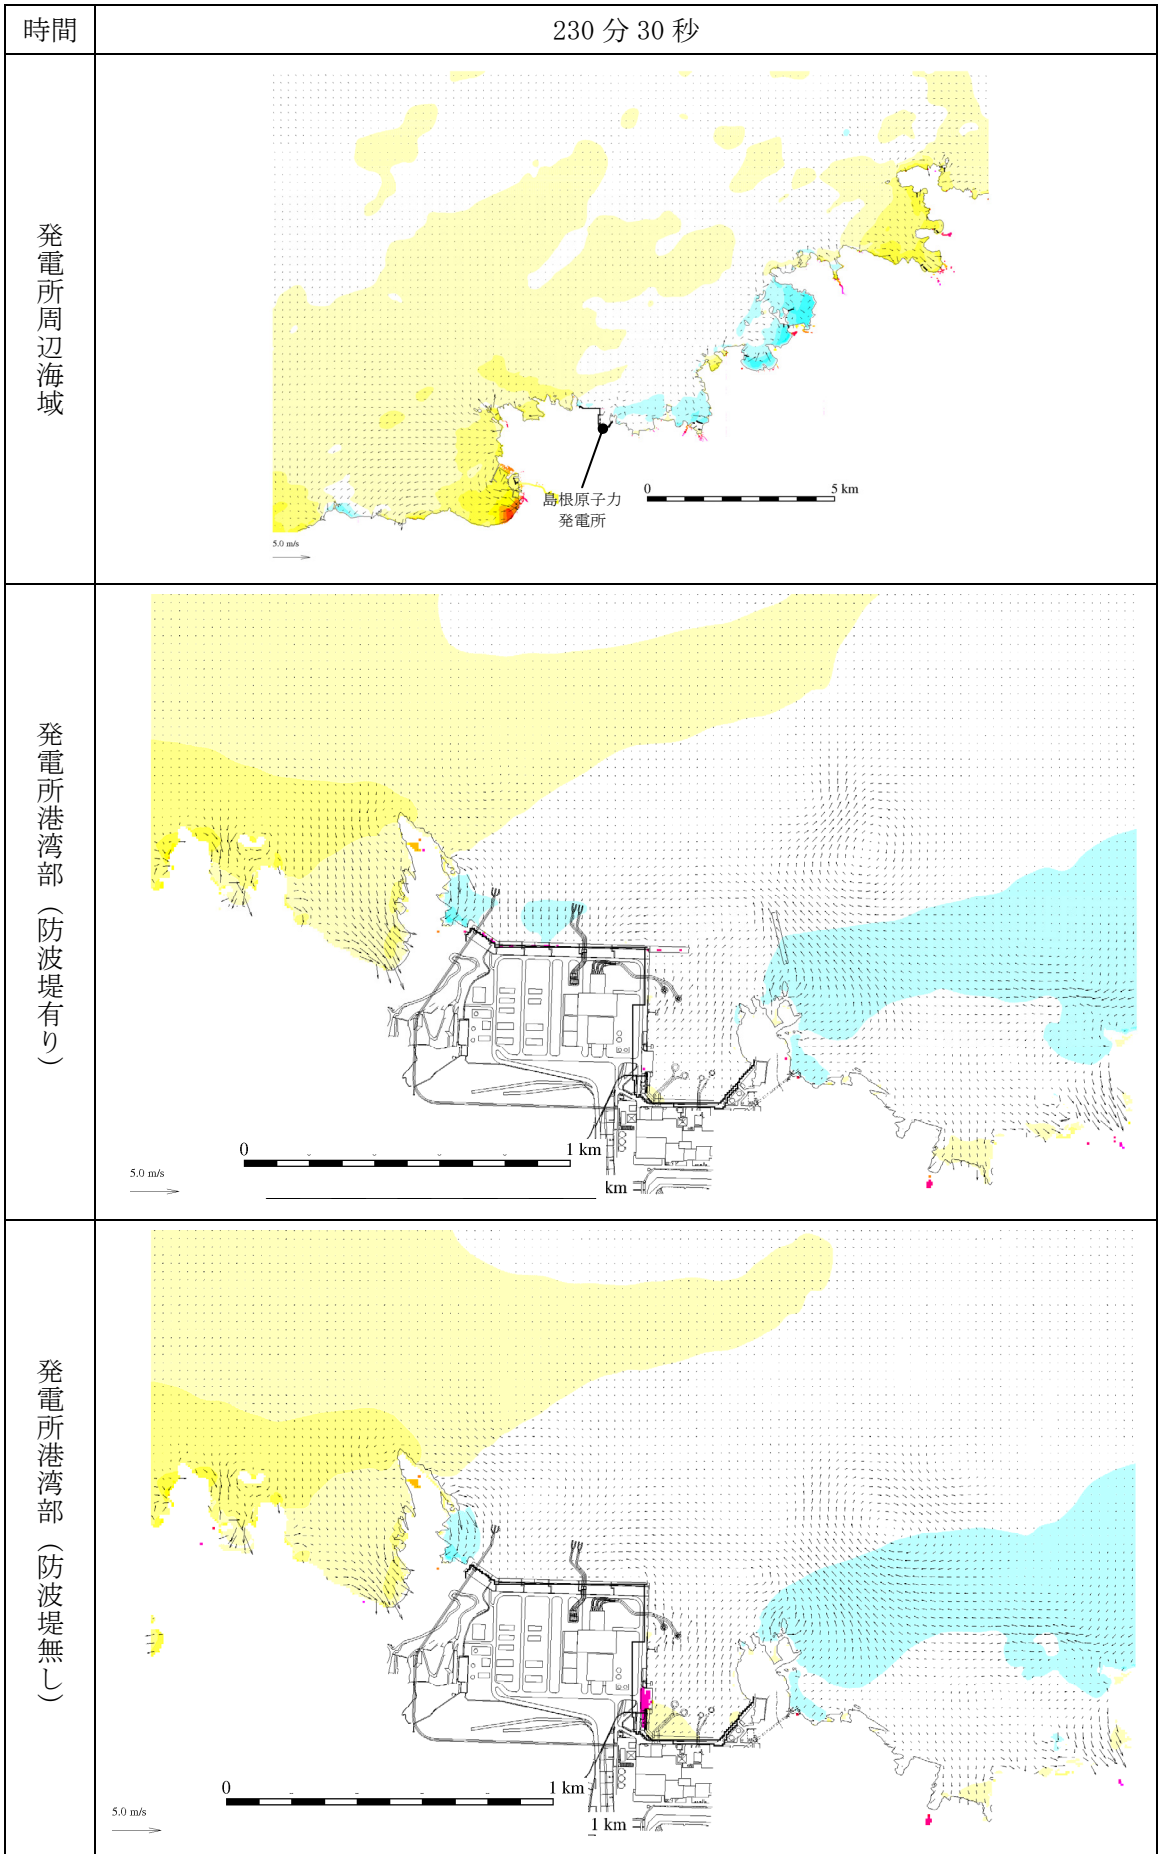 時間
230 分 30 秒
発電所周辺海域
島根原子力
発電所
0
5 km
5.0 m/s
発電所港湾部（防波堤有り）
0
1 km
5.0 m/s
km
発電所港湾部（防波堤無し）
0
1 km
5.0 m/s
1 km